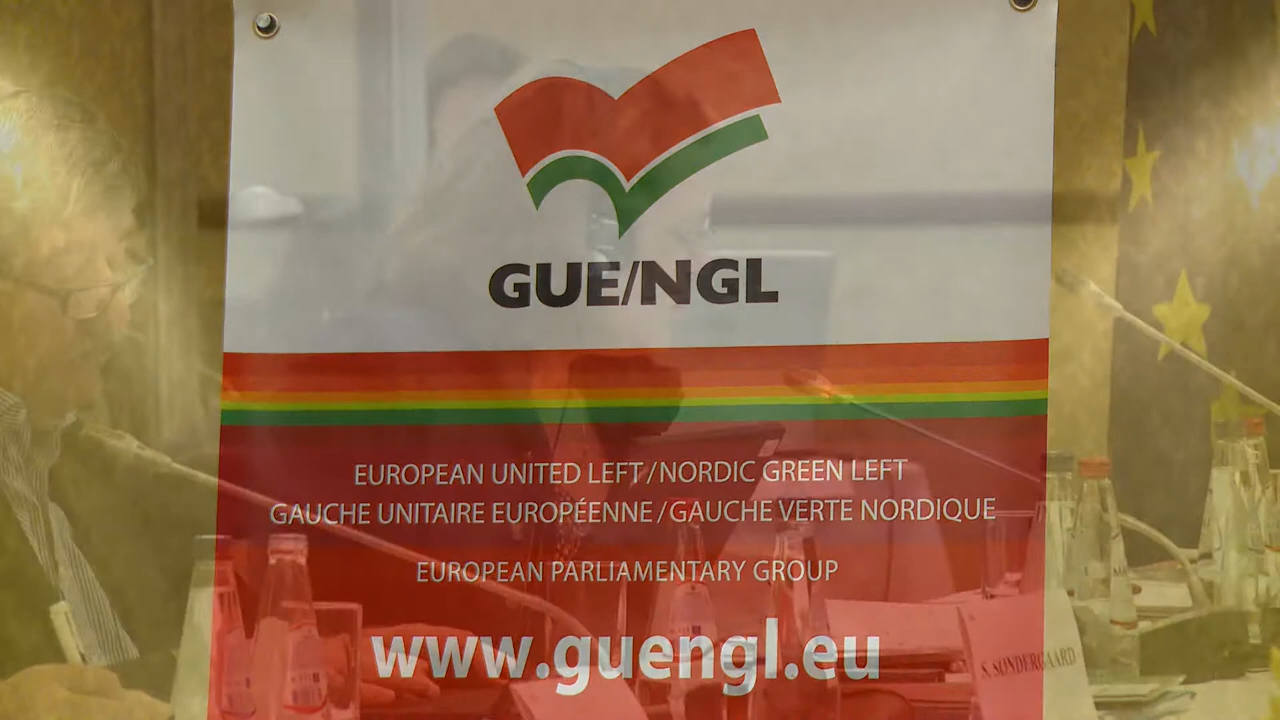 GUE/NGL
EUROPEAN UNITED LEFT/NORDIC GREEN LEFT
GAUCHE UNITAIRE EUROPÉENNE/GAUCHE VERTE NORDIQUE
EUROPEAN PARLIAMENTARY GROUP
www.guengl.eu
S. SØNDERGAARD